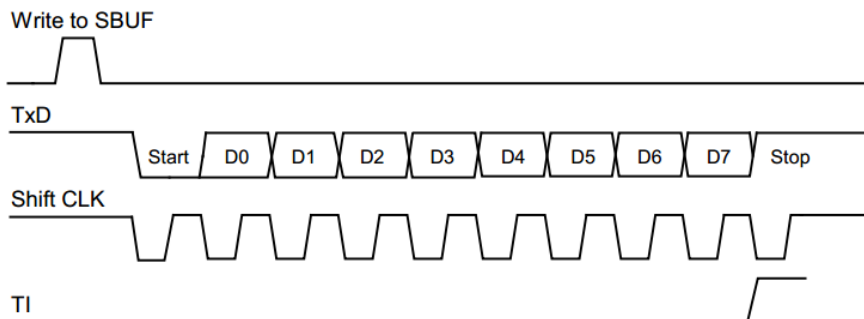 Write to SBUF
TxD
Start D0 D1 D2 D3 D4 D5 D6 D7 Stop
Shift CLK
TI